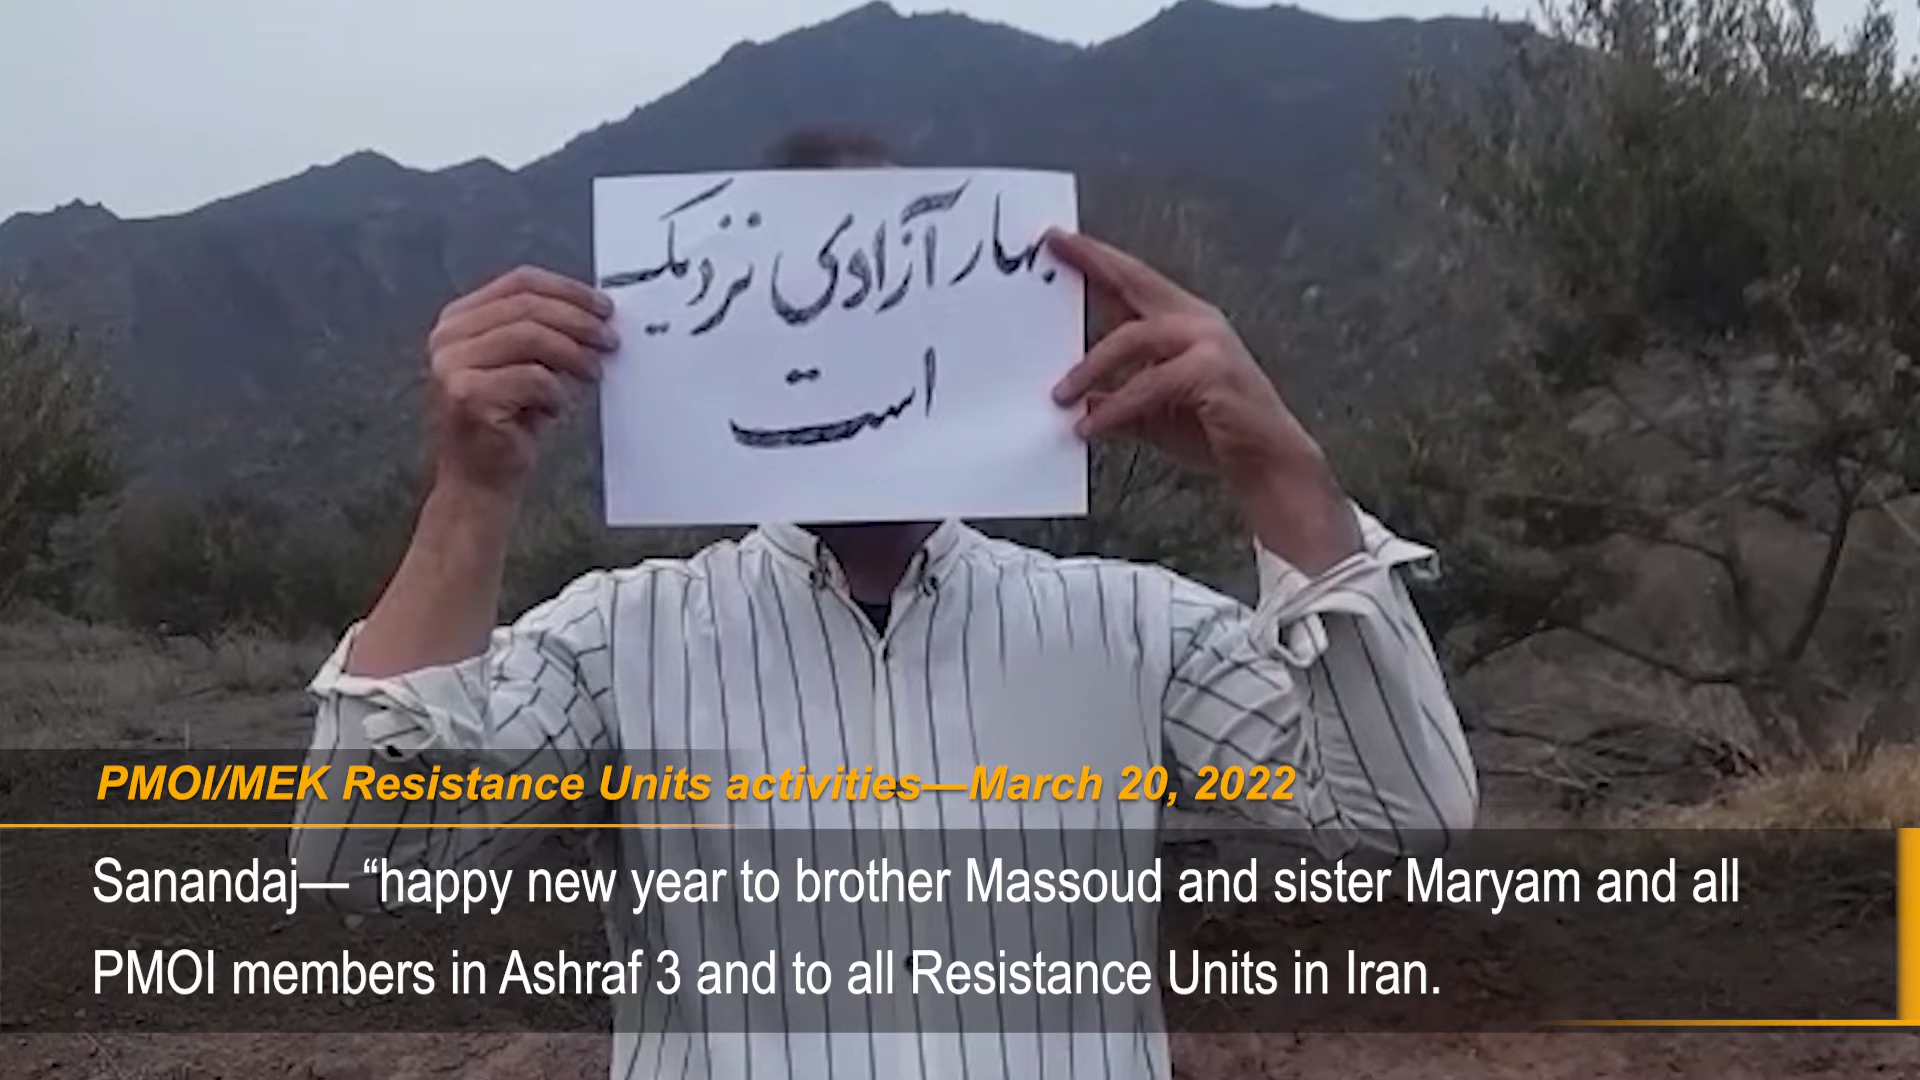 بهار آزادی نزدیک
است
PMOI/MEK Resistance Units activities—March 20, 2022
Sanandaj— “happy new year to brother Massoud and sister Maryam and all
PMOI members in Ashraf 3 and to all Resistance Units in Iran.